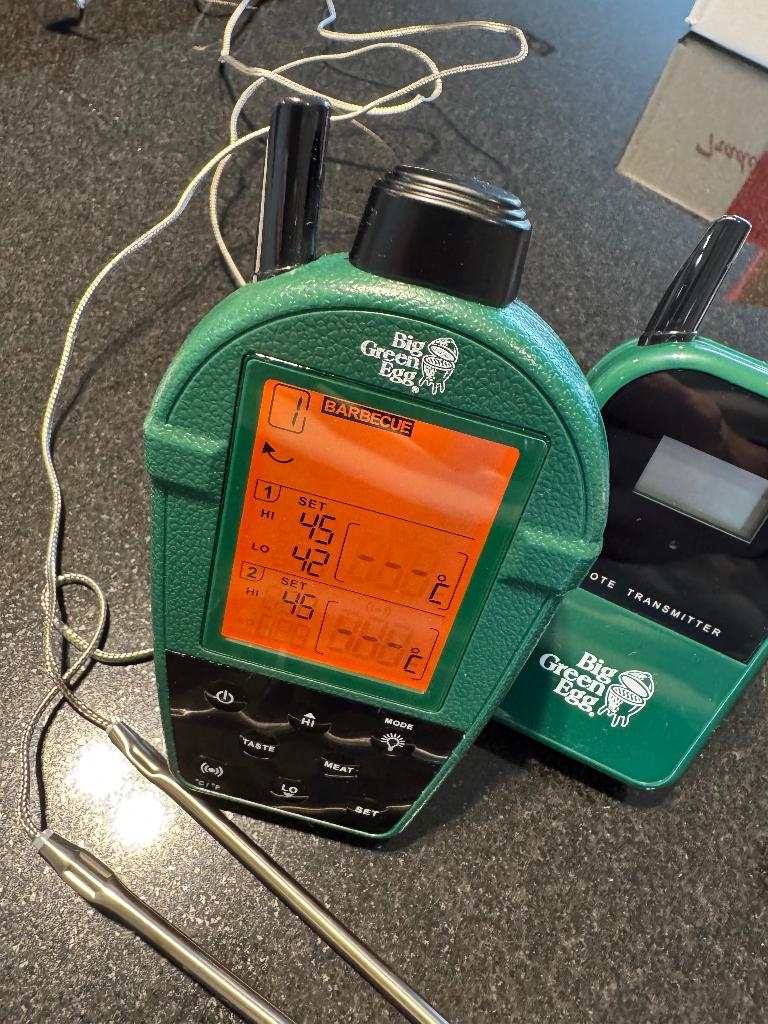 Big
Green
Egg®
1 BARBECUE
1 SET
HI 45
LO 42 ---°C
2 SET
HI 45 ---°C
HI
MODE
TASTE
MEAT
°C/°F
LO
SET
OTE TRANSMITTER
Big
Green
Egg®